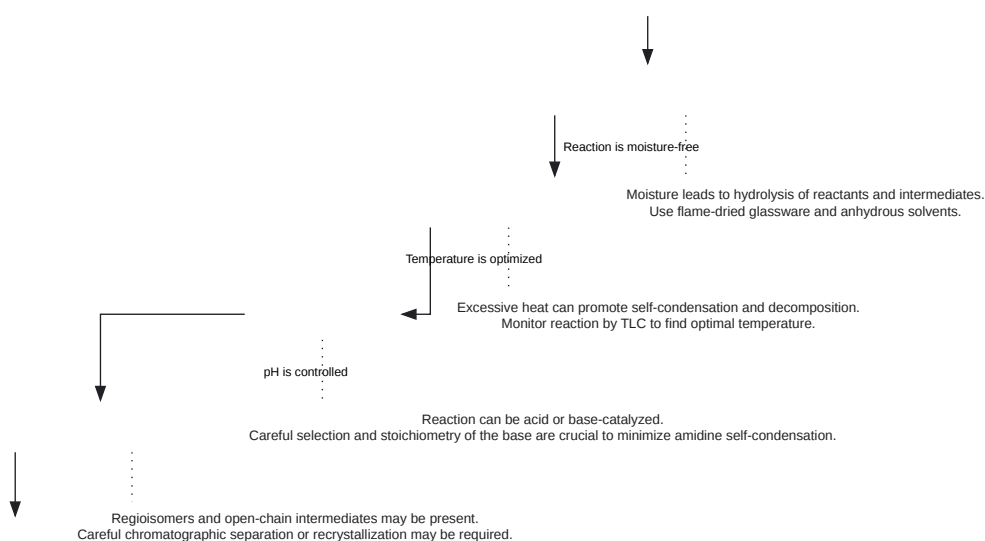 Reaction is moisture-free
Moisture leads to hydrolysis of reactants and intermediates.
Use flame-dried glassware and anhydrous solvents.
Temperature is optimized
Excessive heat can promote self-condensation and decomposition.
Monitor reaction by TLC to find optimal temperature.
pH is controlled
Reaction can be acid or base-catalyzed.
Careful selection and stoichiometry of the base are crucial to minimize amidine self-condensation.
Regioisomers and open-chain intermediates may be present.
Careful chromatographic separation or recrystallization may be required.